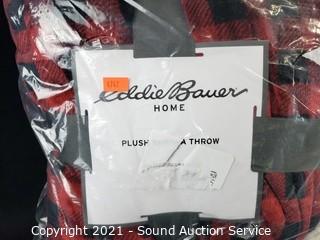 Eddie Bauer
HOME
PLUSH A THROW
Copyright 2021 - Sound Auction Service